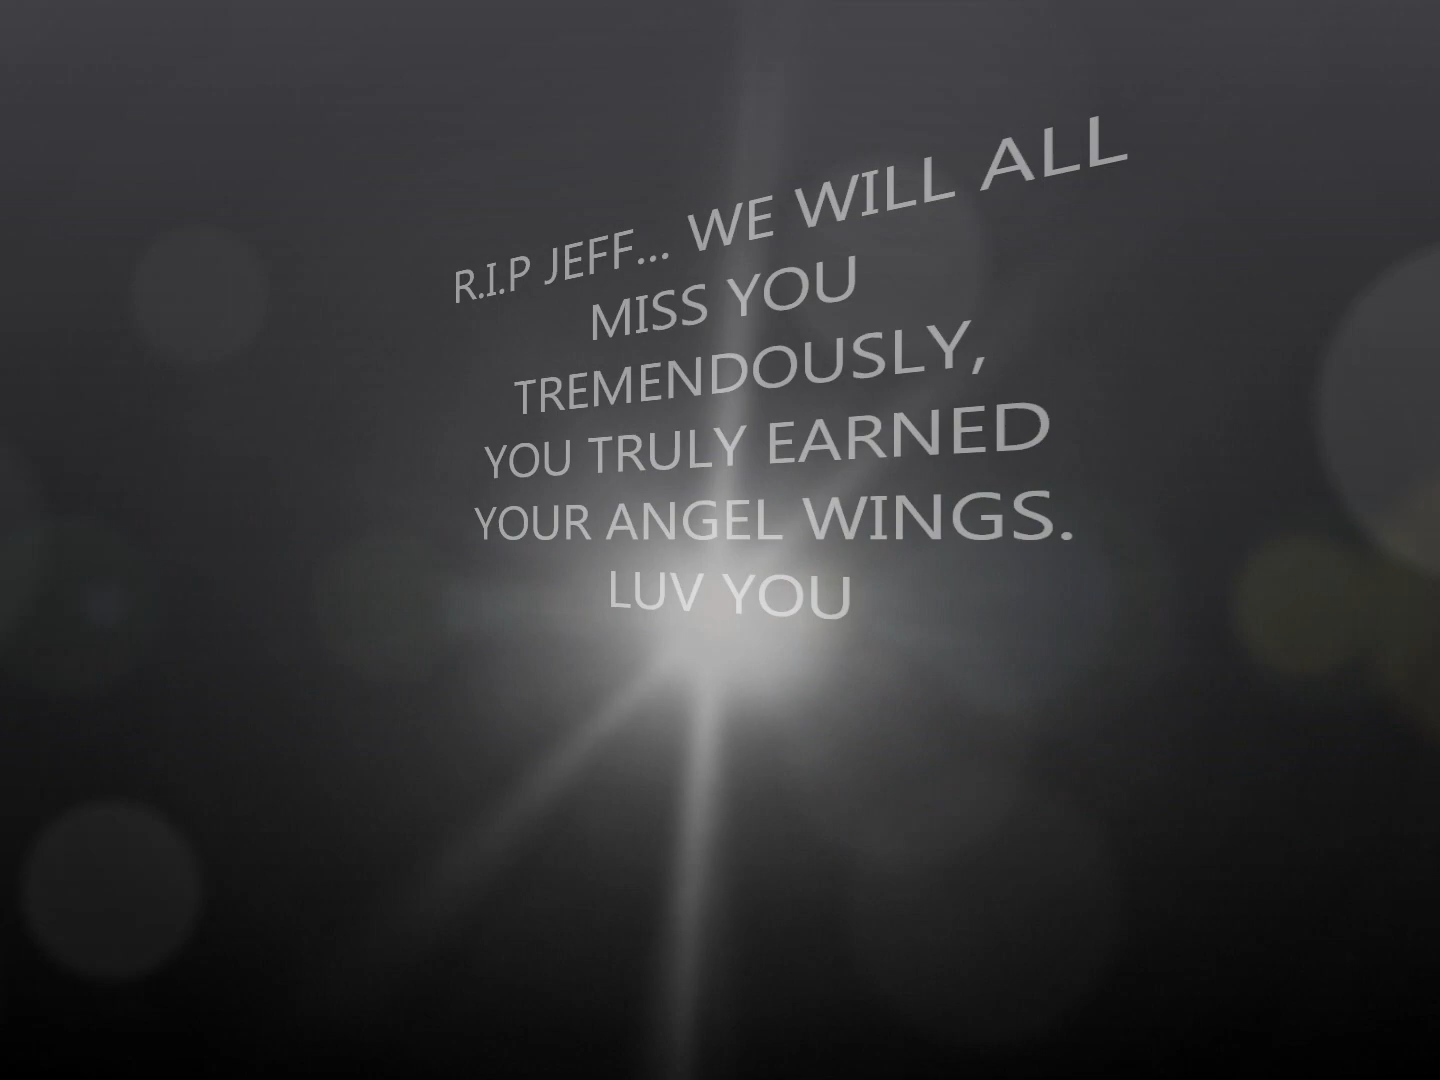 R.I.P JEFF... WE WILL ALL
MISS YOU
TREMENDOUSLY,
YOU TRULY EARNED
YOUR ANGEL WINGS.
LUV YOU